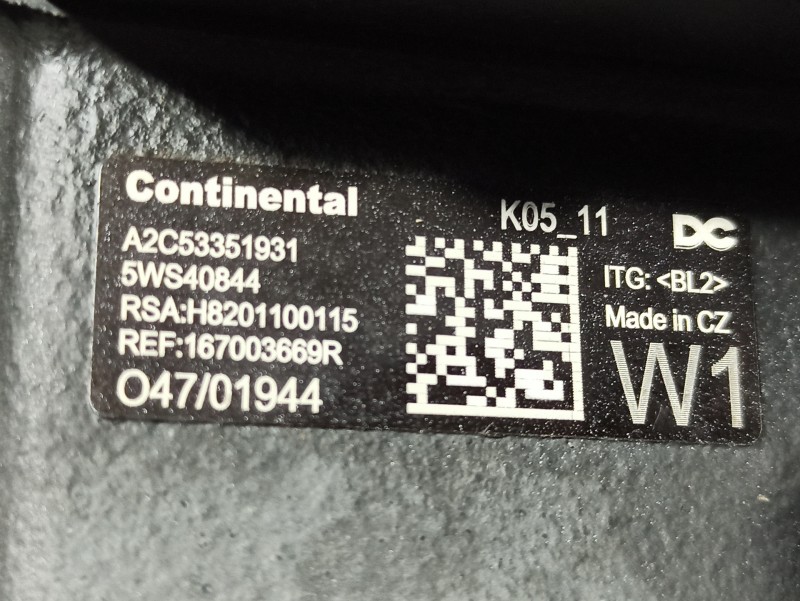 Continental
A2C53351931
5WS40844
RSA:H8201100115
REF:167003669R
O47/01944
K05_11
DC
ITG: <BL2>
Made in CZ
W1